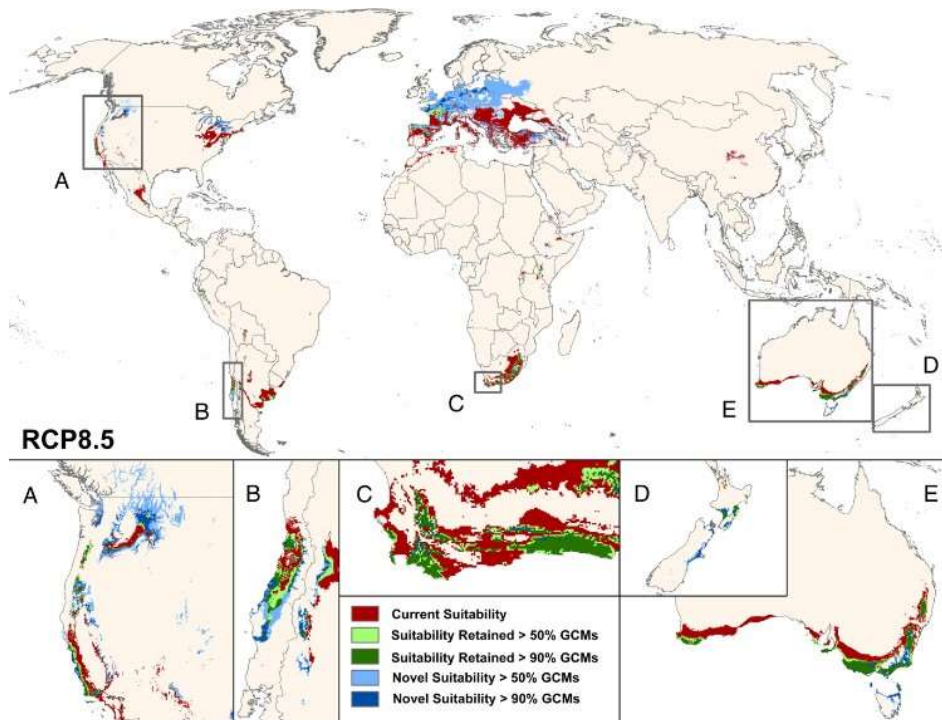 A
B
C
D
E
RCP8.5
A
B
C
D
E
Current Suitability
Suitability Retained > 50% GCMs
Suitability Retained > 90% GCMs
Novel Suitability > 50% GCMs
Novel Suitability > 90% GCMs